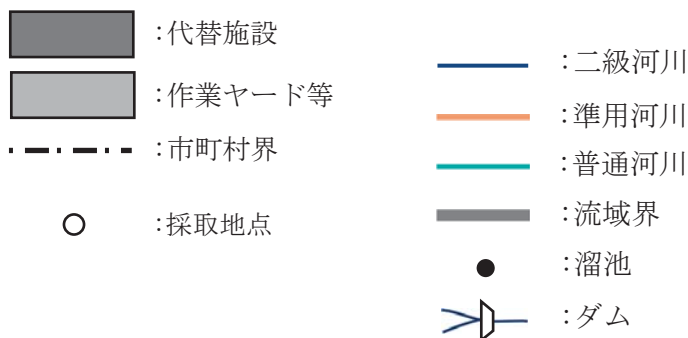 :代替施設
:作業ヤード等
:市町村界
:採取地点
:二級河川
:準用河川
:普通河川
:流域界
:溜池
:ダム